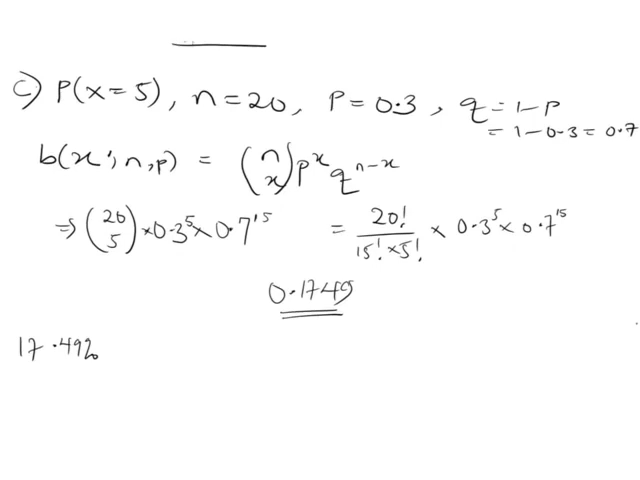 c) P(x=5), n=20, p=0.3, q=1-p
=1-0.3=0.7
b(x; n, p) = (n x) p^x q^(n-x)
⇒ (20 5) × 0.3^5 × 0.7^15 = 20!/(15! × 5!) × 0.3^5 × 0.7^15
0.1749
17.49%